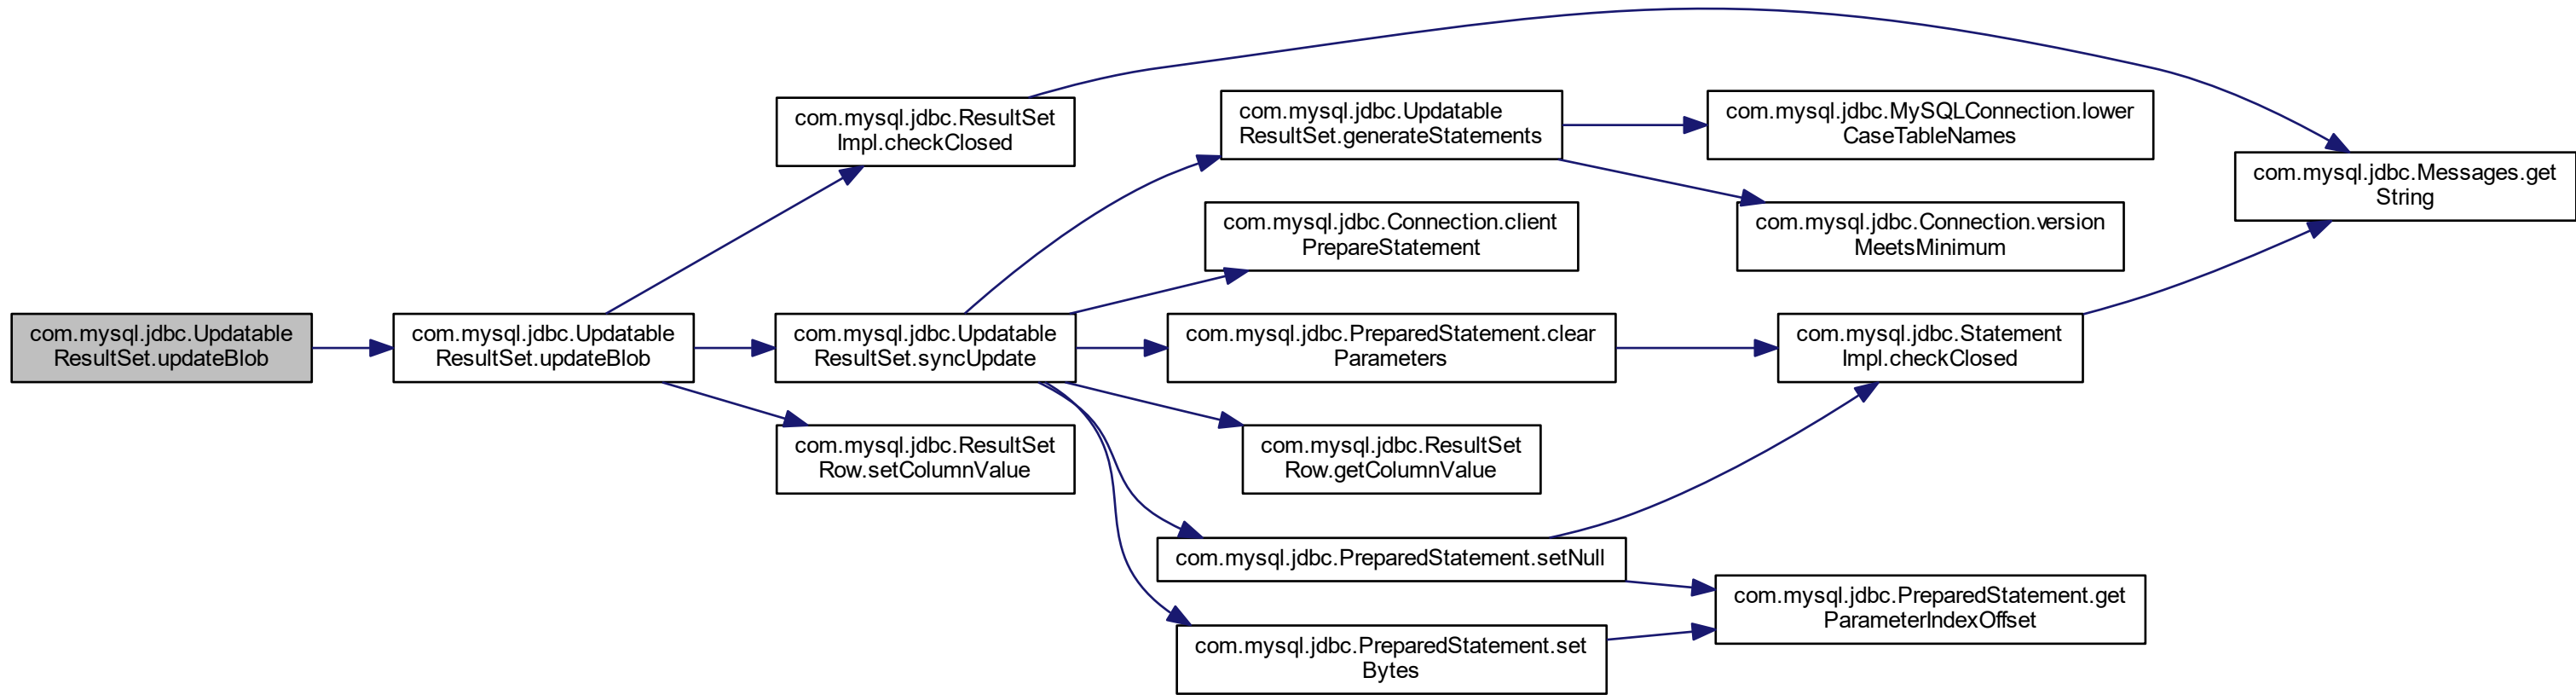 com.mysql.jdbc.Updatable
ResultSet.updateBlob
com.mysql.jdbc.Updatable
ResultSet.updateBlob
com.mysql.jdbc.ResultSet
Impl.checkClosed
com.mysql.jdbc.Updatable
ResultSet.syncUpdate
com.mysql.jdbc.ResultSet
Row.setColumnValue
com.mysql.jdbc.Updatable
ResultSet.generateStatements
com.mysql.jdbc.Connection.client
PrepareStatement
com.mysql.jdbc.PreparedStatement.clear
Parameters
com.mysql.jdbc.ResultSet
Row.getColumnValue
com.mysql.jdbc.PreparedStatement.setNull
com.mysql.jdbc.PreparedStatement.set
Bytes
com.mysql.jdbc.MySQLConnection.lower
CaseTableNames
com.mysql.jdbc.Connection.version
MeetsMinimum
com.mysql.jdbc.Statement
Impl.checkClosed
com.mysql.jdbc.PreparedStatement.get
ParameterIndexOffset
com.mysql.jdbc.Messages.get
String